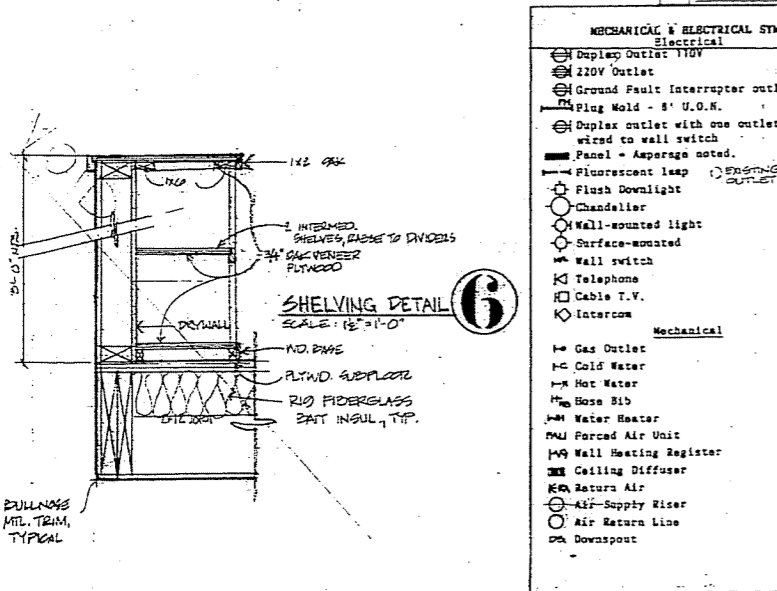 1x2 OAK
1x6
2 INTERMED.
SHELVES, RAISE TO DIVIDERS
3/4" OAK VENEER
PLYWOOD
SHELVING DETAIL
6
SCALE: 1½"=1'-0"
DRYWALL
WD. BASE
PLYWD. SUBFLOOR
R19 FIBERGLASS
BATT INSUL, TYP.
BULLNOSE
MTL. TRIM,
TYPICAL
MECHANICAL & ELECTRICAL SYM
Electrical
Duplex Outlet 110V
220V Outlet
Ground Fault Interrupter outl
Plug Mold - 8' U.O.N.
Duplex outlet with one outlet
wired to wall switch
Panel - Amperage noted.
Fluorescent lamp
EXISTING
OUTLET
Flush Downlight
Chandelier
Wall-mounted light
Surface-mounted
Wall switch
Telephone
Cable T.V.
Intercom
Mechanical
Gas Outlet
Cold Water
Hot Water
Hose Bib
Water Heater
FAU Forced Air Unit
Wall Heating Register
Ceiling Diffuser
Return Air
Air Supply Riser
Air Return Line
DS Downspout